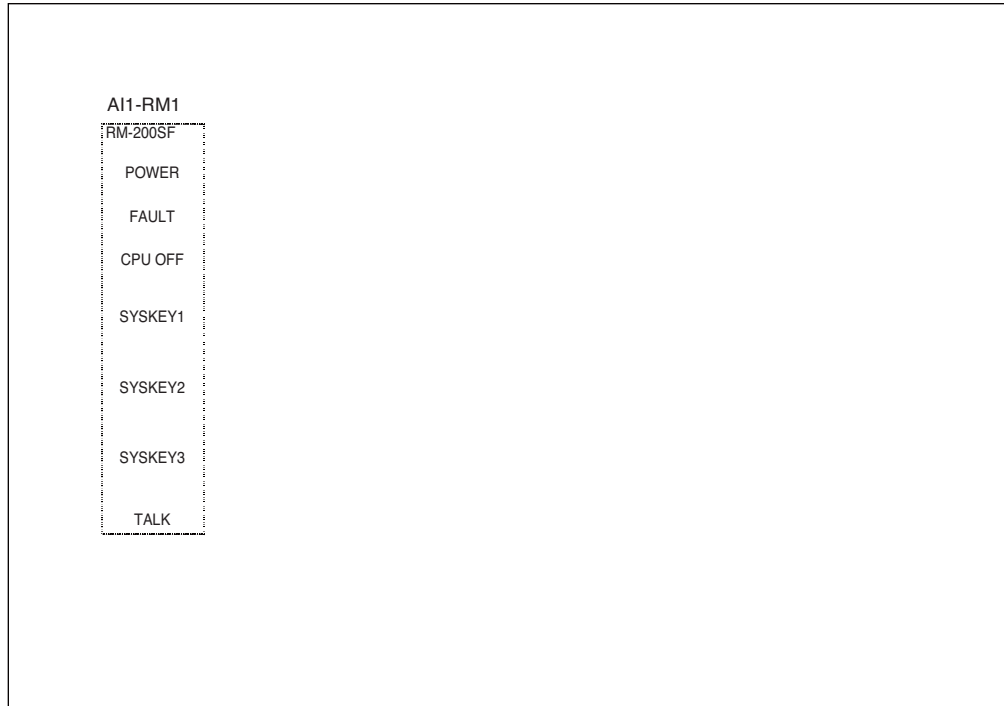 AI1-RM1
RM-200SF
POWER
FAULT
CPU OFF
SYSKEY1
SYSKEY2
SYSKEY3
TALK